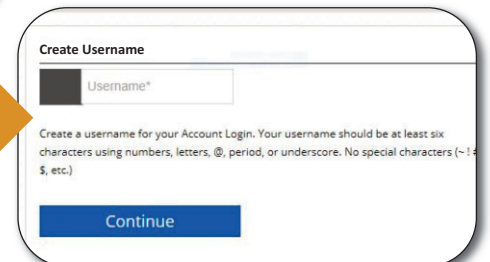 Create Username
Username*
Create a username for your Account Login. Your username should be at least six
characters using numbers, letters, @, period, or underscore. No special characters (~ ! #
$, etc.)
Continue